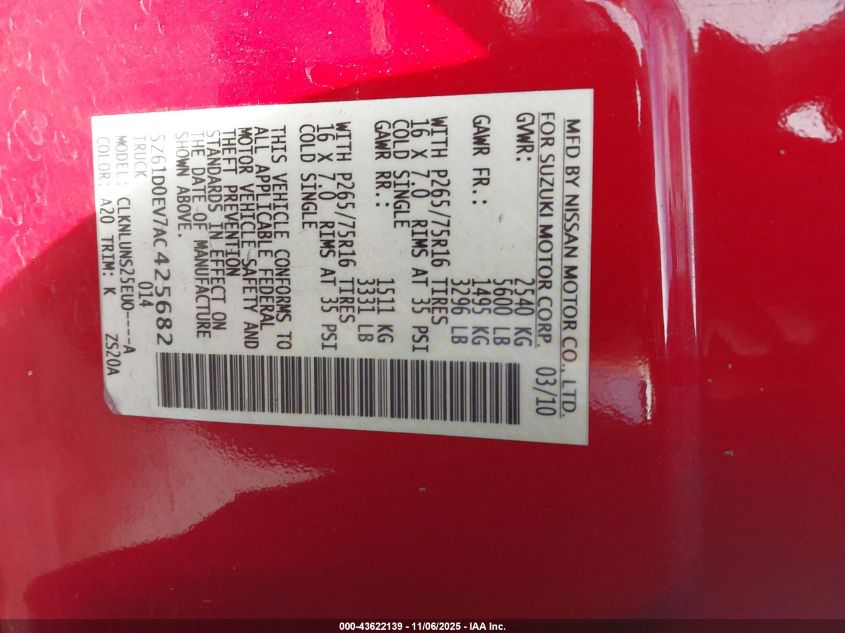 MFD BY NISSAN MOTOR CO., LTD.
FOR SUZUKI MOTOR CORP. 03/10
GVWR: 2540 KG
5600 LB
GAWR FR.: 1495 KG
3296 LB
WITH P265/75R16 TIRES
16 X 7.0 RIMS AT 35 PSI
COLD SINGLE
GAWR RR.: 1511 KG
3331 LB
WITH P265/75R16 TIRES
16 X 7.0 RIMS AT 35 PSI
COLD SINGLE
THIS VEHICLE CONFORMS TO
ALL APPLICABLE FEDERAL
MOTOR VEHICLE SAFETY AND
THEFT PREVENTION
STANDARDS IN EFFECT ON
THE DATE OF MANUFACTURE
SHOWN ABOVE.
5Z61D0EV7AC425682
TRUCK 014
MODEL: CLKNLUNS25EU0----A
COLOR: A20 TRIM: K ZS20A
000-43622139 - 11/06/2025 - IAA Inc.